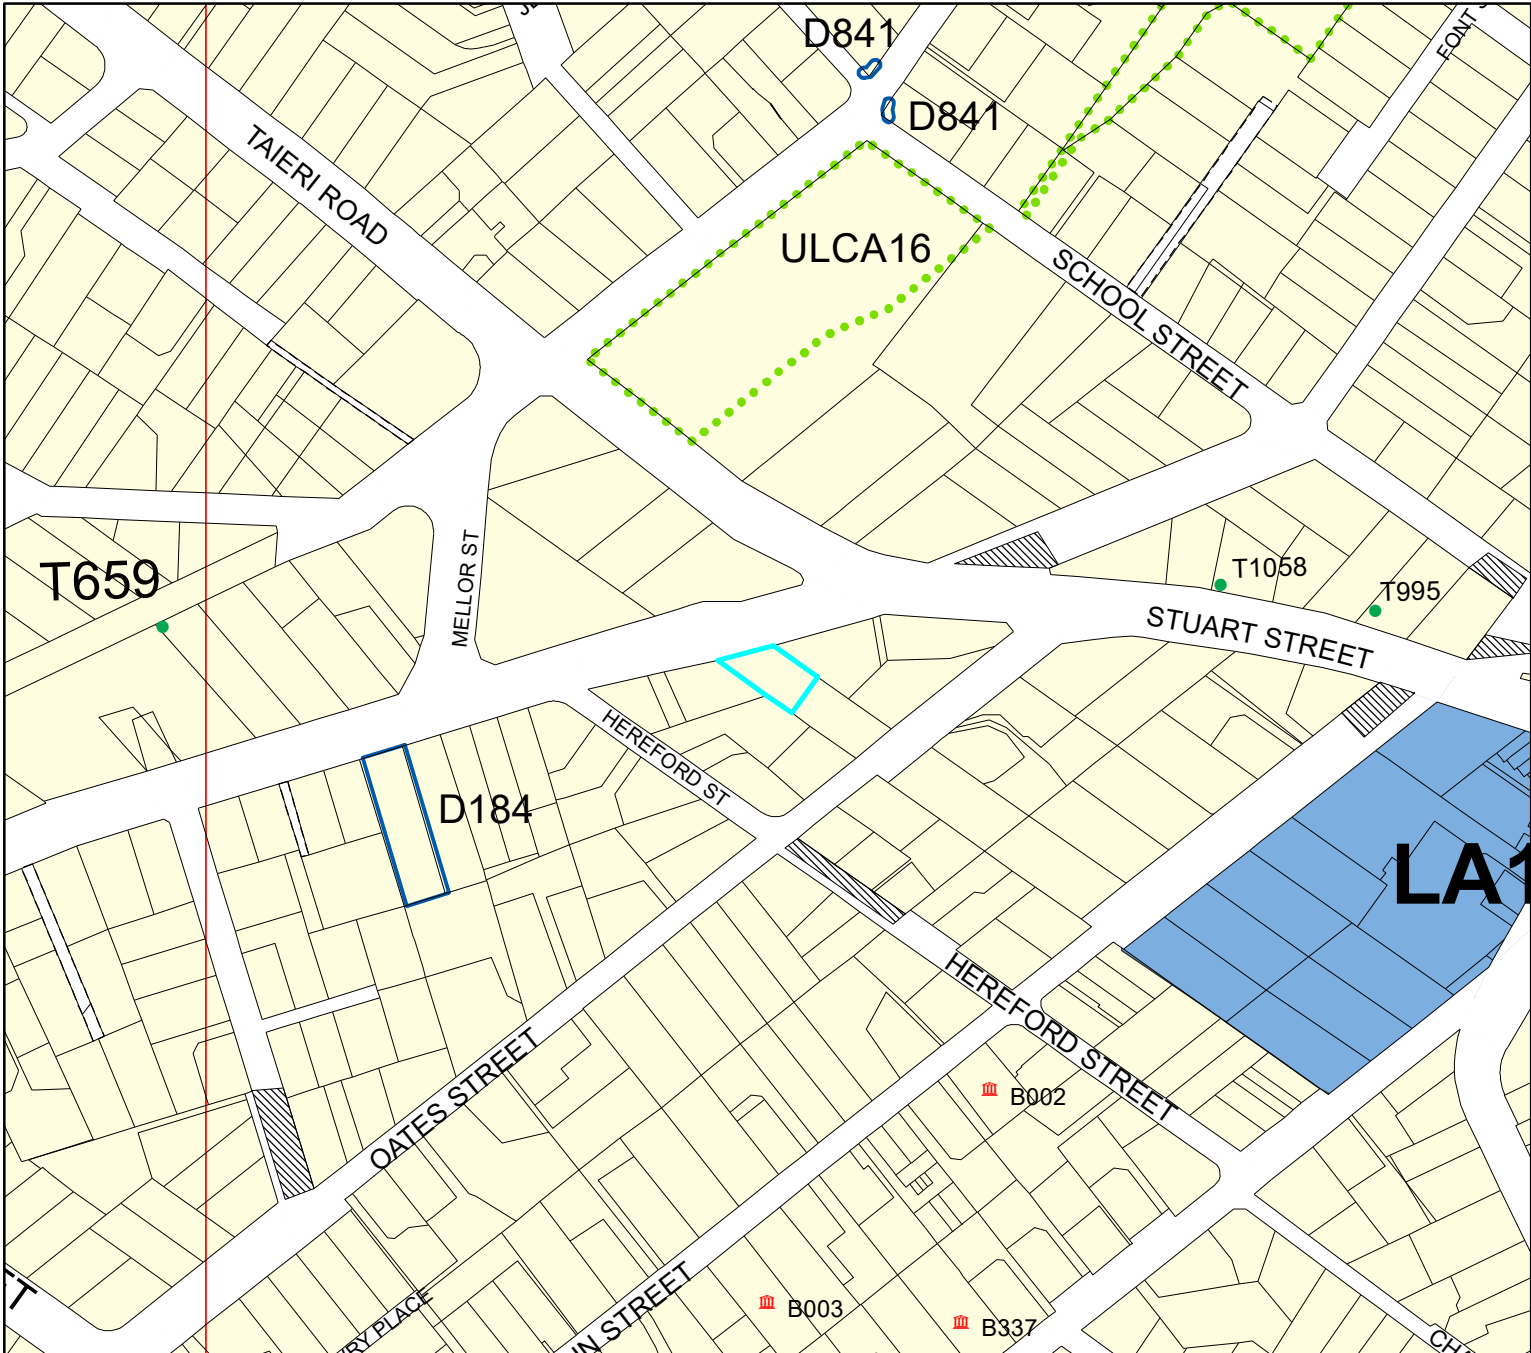 D841
D841
TAIERI ROAD
ULCA16
SCHOOL STREET
T659
MELLOR ST
T1058
T995
STUART STREET
HEREFORD ST
D184
LA1
HEREFORD STREET
OATES STREET
B002
B003
B337